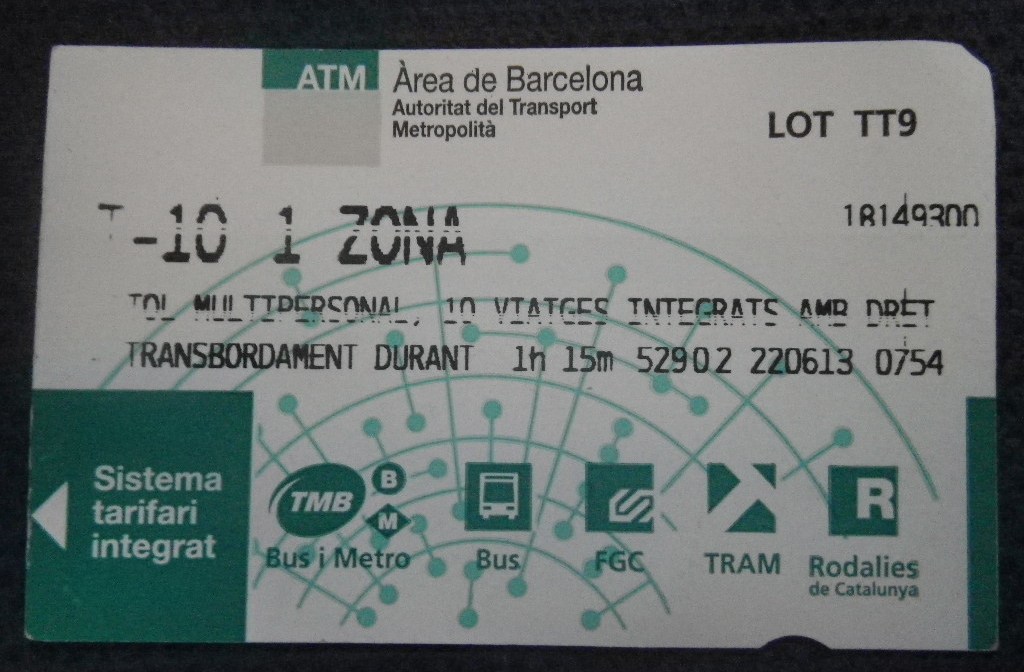 ATM Àrea de Barcelona
Autoritat del Transport
Metropolità
LOT TT9
T-10 1 ZONA
18149300
TOL MULTIPERSONAL, 10 VIATGES INTEGRATS AMB DRET
TRANSBORDAMENT DURANT 1h 15m 52902 220613 0754
Sistema
tarifari
integrat
TMB B M
Bus i Metro
Bus
FGC
TRAM
R
Rodalies
de Catalunya